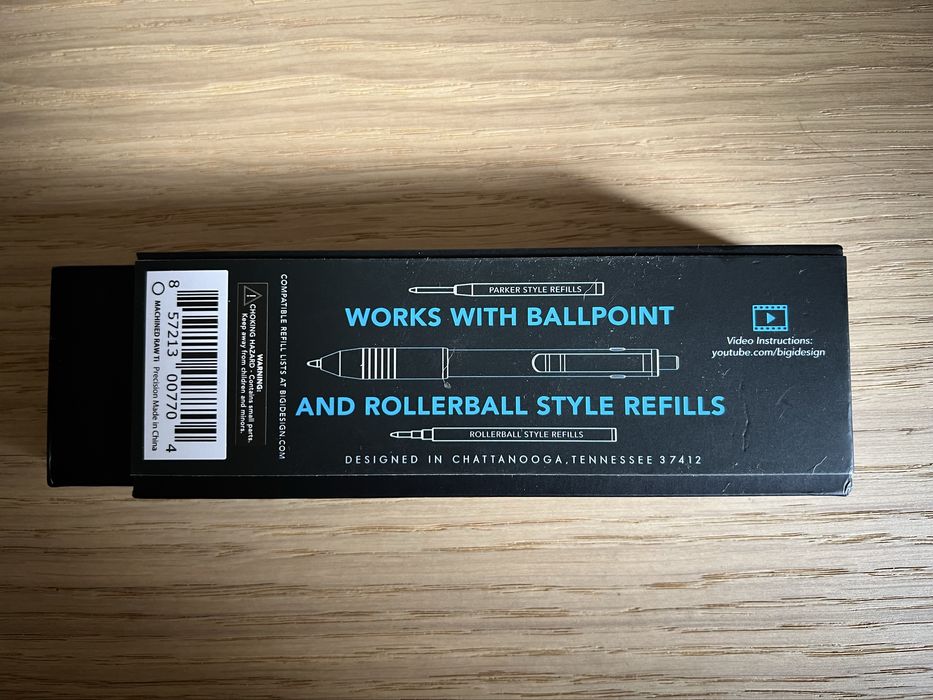 PARKER STYLE REFILLS
WORKS WITH BALLPOINT
AND ROLLERBALL STYLE REFILLS
ROLLERBALL STYLE REFILLS
DESIGNED IN CHATTANOOGA, TENNESSEE 37412
Video Instructions:
youtube.com/bigidesign
COMPATIBLE REFILL LISTS AT BIGIDESIGN.COM
WARNING:
CHOKING HAZARD - Contains small parts.
Keep away from children and minors.
8 57213 00770 4
MACHINED RAW Ti Precision Made in China